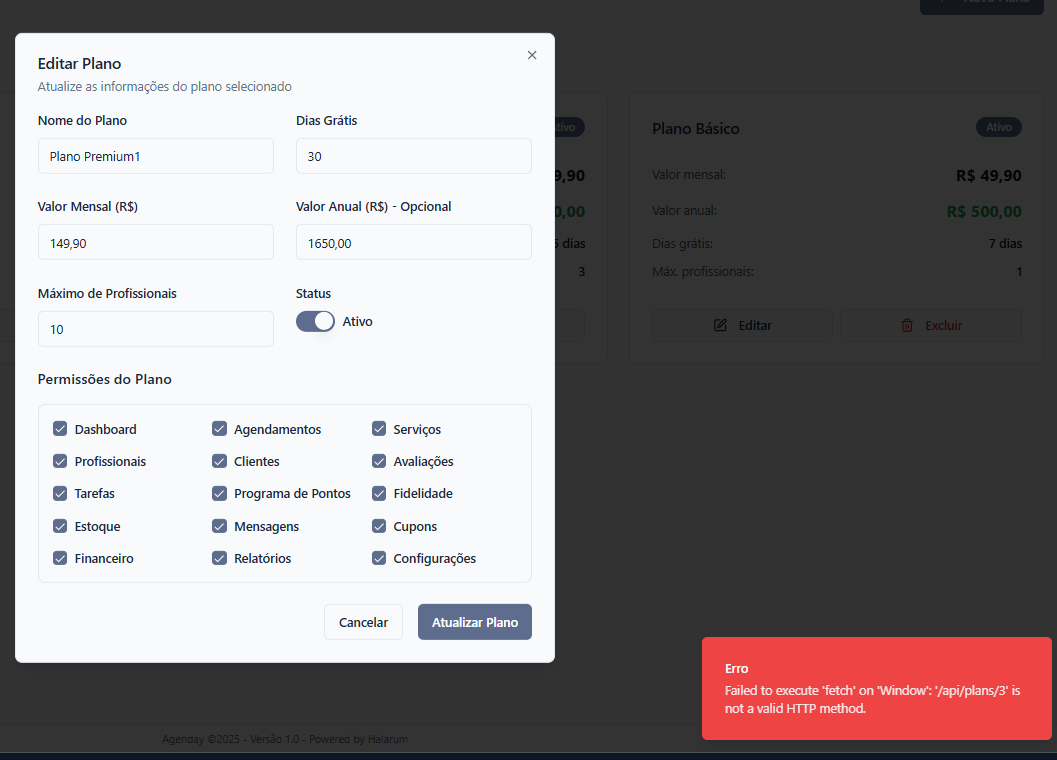 Novo Plano
Editar Plano
Atualize as informações do plano selecionado
Nome do Plano
Dias Grátis
Plano Premium1
30
Valor Mensal (R$)
Valor Anual (R$) - Opcional
149,90
1650,00
Máximo de Profissionais
Status
10
Ativo
Permissões do Plano
Dashboard
Agendamentos
Serviços
Profissionais
Clientes
Avaliações
Tarefas
Programa de Pontos
Fidelidade
Estoque
Mensagens
Cupons
Financeiro
Relatórios
Configurações
Cancelar
Atualizar Plano
9,90
0,00
dias
3
Plano Básico
Ativo
Valor mensal:
R$ 49,90
Valor anual:
R$ 500,00
Dias grátis:
7 dias
Máx. profissionais:
1
Editar
Excluir
Erro
Failed to execute 'fetch' on 'Window': '/api/plans/3' is
not a valid HTTP method.
Agenday ©2025 - Versão 1.0 - Powered by Halarum